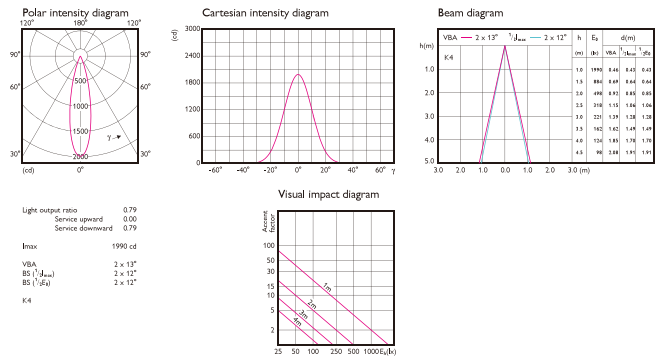 Polar intensity diagram
120° 180° 120°
90° 90°
60° 60°
30° 30°
500
1000
1500
2000
γ
(cd) 0°
Cartesian intensity diagram
(cd)
3000
2400
1800
1200
600
0
-60° -40° -20° 0° 20° 40° 60° γ
Beam diagram
VBA 2 x 13° ½Imax 2 x 12°
K4
h(m)
1.0
2.0
3.0
4.0
5.0
3.0 2.0 1.0 0.0 1.0 2.0 3.0 (m)
h E₀ d(m)
(m) (lx) VBA ½Imax ½E₀
1.0 1990 0.46 0.43 0.43
1.5 884 0.69 0.64 0.64
2.0 498 0.92 0.85 0.85
2.5 318 1.15 1.06 1.06
3.0 221 1.39 1.28 1.28
3.5 162 1.62 1.49 1.49
4.0 124 1.85 1.70 1.70
4.5 98 2.08 1.91 1.91
Light output ratio 0.79
Service upward 0.00
Service downward 0.79
Imax 1990 cd
VBA 2 x 13°
BS (½Imax) 2 x 12°
BS (½E₀) 2 x 12°
K4
Visual impact diagram
Accent
factor
100
50
30
15
10
5
2
1m
2m
3m
4m
25 50 100 250 500 1000 E₀(lx)